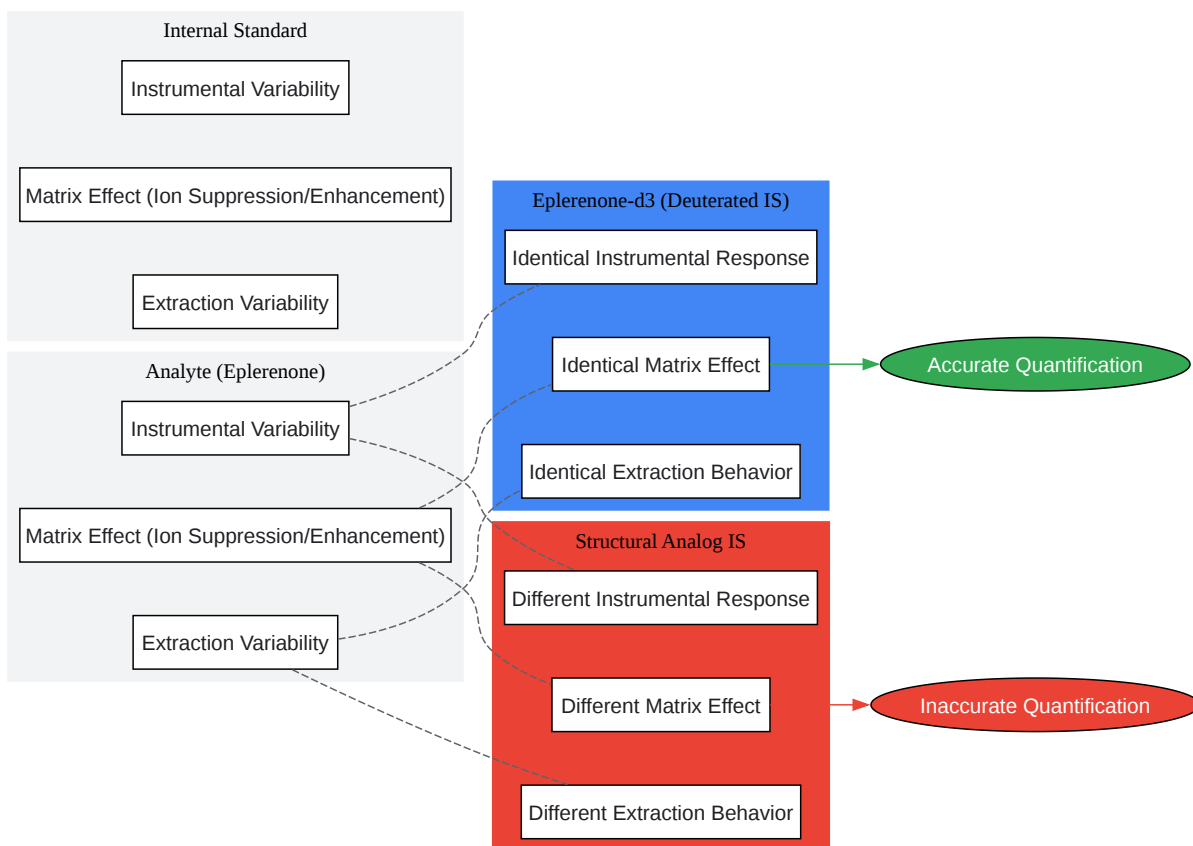 Internal Standard
Instrumental Variability
Matrix Effect (Ion Suppression/Enhancement)
Extraction Variability
Analyte (Eplerenone)
Instrumental Variability
Matrix Effect (Ion Suppression/Enhancement)
Extraction Variability
Eplerenone-d3 (Deuterated IS)
Identical Instrumental Response
Identical Matrix Effect
Identical Extraction Behavior
Structural Analog IS
Different Instrumental Response
Different Matrix Effect
Different Extraction Behavior
Accurate Quantification
Inaccurate Quantification